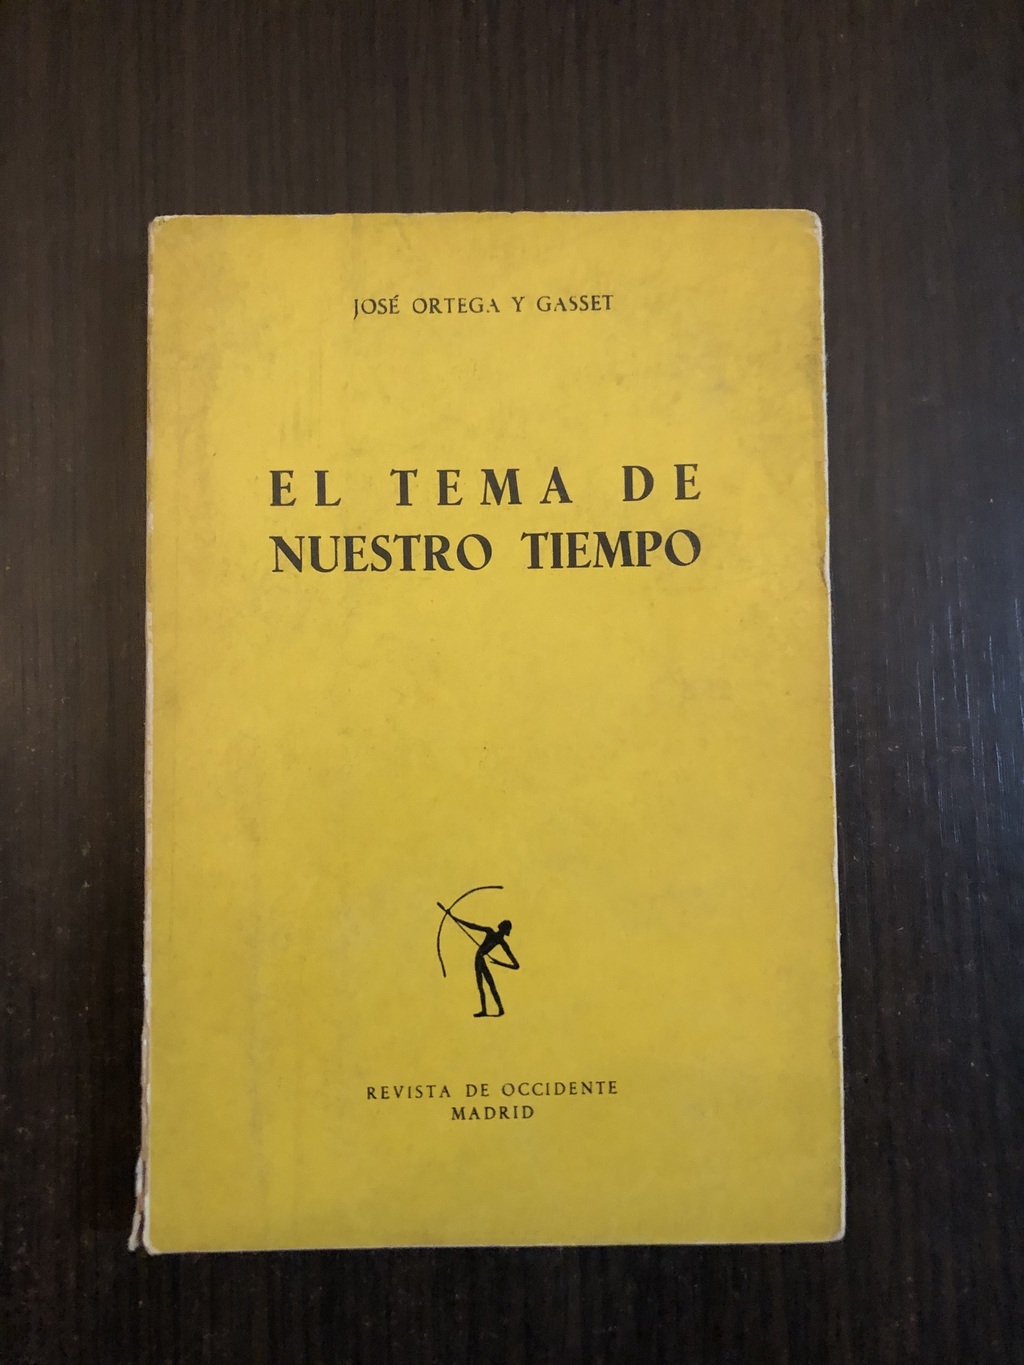 JOSÉ ORTEGA Y GASSET
EL TEMA DE
NUESTRO TIEMPO
REVISTA DE OCCIDENTE
MADRID